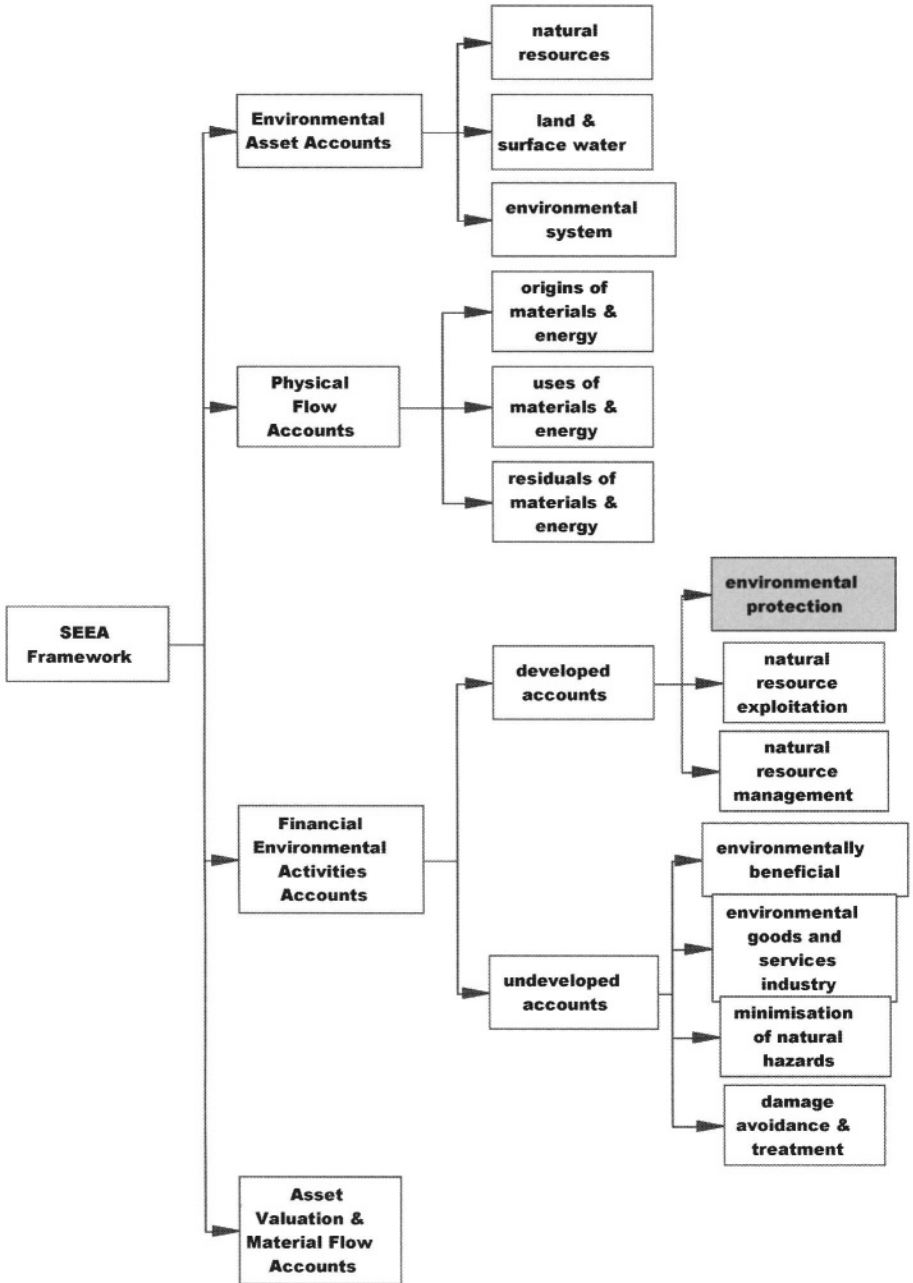 natural
resources
Environmental
Asset Accounts
land &
surface water
environmental
system
origins of
materials &
energy
Physical
Flow
Accounts
uses of
materials &
energy
residuals of
materials &
energy
environmental
protection
SEEA
Framework
developed
accounts
natural
resource
exploitation
natural
resource
management
Financial
Environmental
Activities
Accounts
environmentally
beneficial
environmental
goods and
services
industry
undeveloped
accounts
minimisation
of natural
hazards
damage
avoidance &
treatment
Asset
Valuation &
Material Flow
Accounts